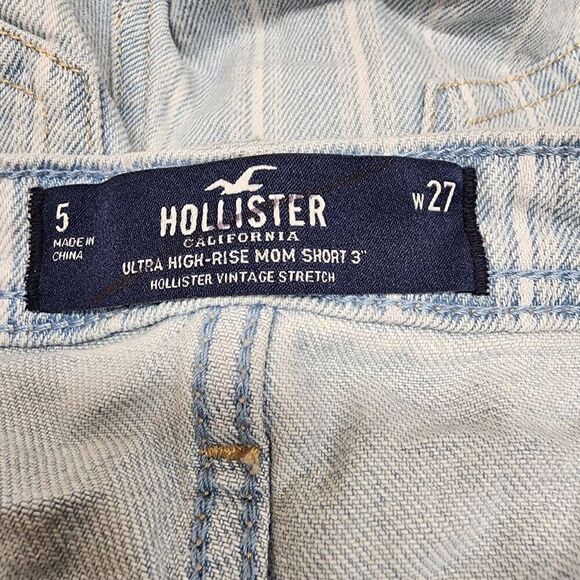 5
MADE IN
CHINA
HOLLISTER
CALIFORNIA
ULTRA HIGH-RISE MOM SHORT 3"
HOLLISTER VINTAGE STRETCH
W27